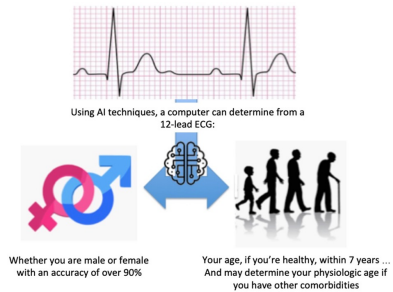 Using AI techniques, a computer can determine from a
12-lead ECG:
Whether you are male or female
with an accuracy of over 90%
Your age, if you’re healthy, within 7 years ...
And may determine your physiologic age if
you have other comorbidities